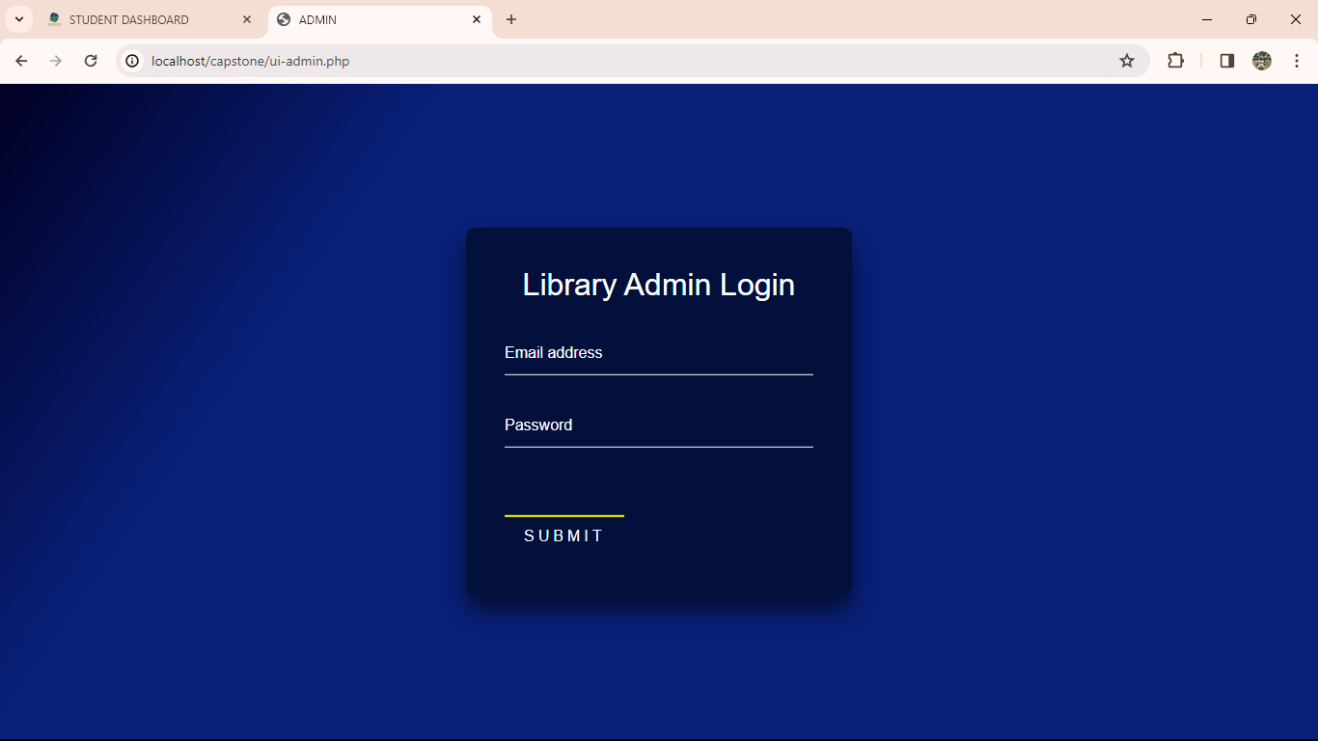 STUDENT DASHBOARD
ADMIN
localhost/capstone/ui-admin.php
Library Admin Login
Email address
Password
SUBMIT